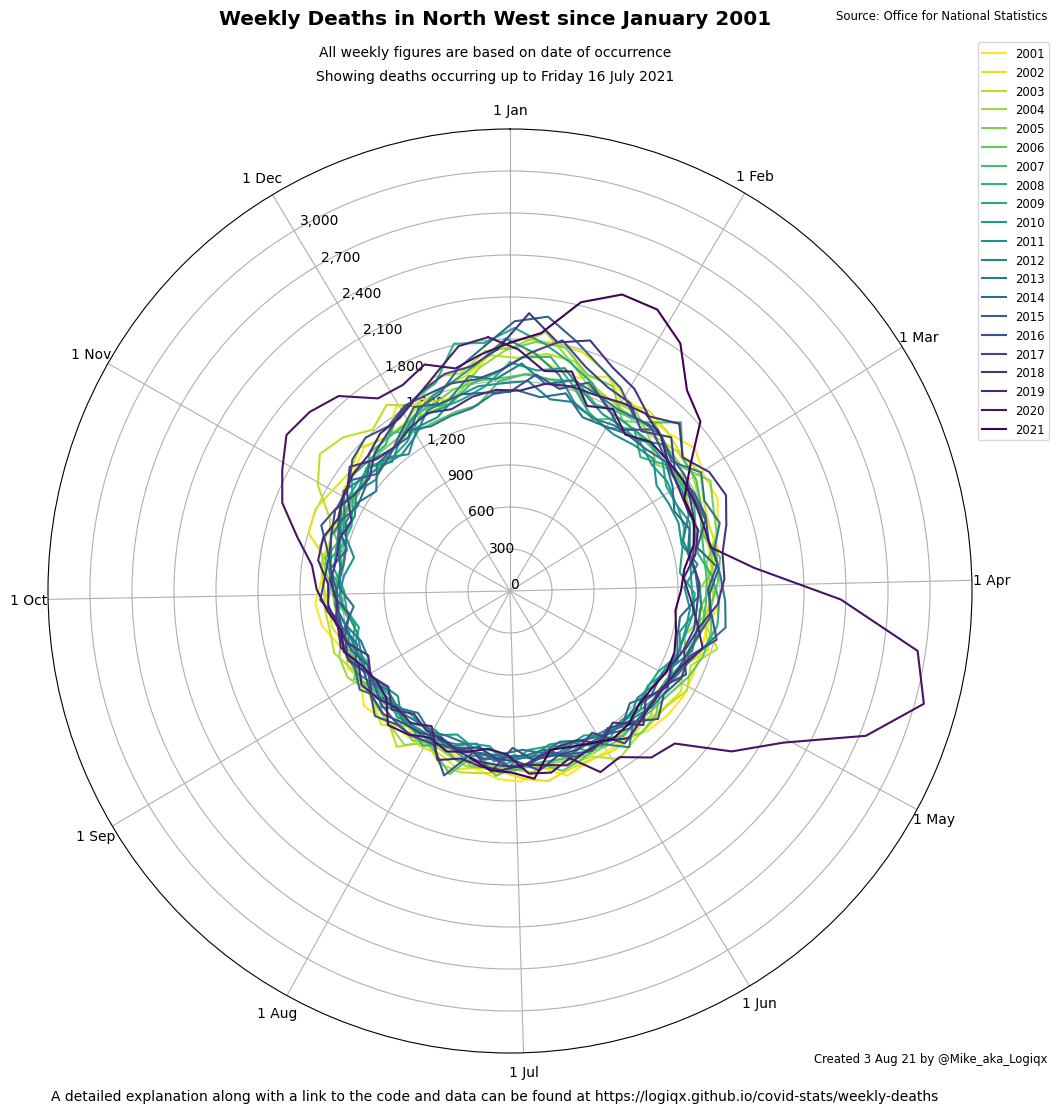 Weekly Deaths in North West since January 2001
Source: Office for National Statistics
All weekly figures are based on date of occurrence
Showing deaths occurring up to Friday 16 July 2021
2001
2002
2003
2004
2005
2006
2007
2008
2009
2010
2011
2012
2013
2014
2015
2016
2017
2018
2019
2020
2021
1 Jan
1 Feb
1 Mar
1 Apr
1 May
1 Jun
1 Jul
1 Aug
1 Sep
1 Oct
1 Nov
1 Dec
3,000
2,700
2,400
2,100
1,800
1,200
900
600
300
0
Created 3 Aug 21 by @Mike_aka_Logiqx
A detailed explanation along with a link to the code and data can be found at https://logiqx.github.io/covid-stats/weekly-deaths